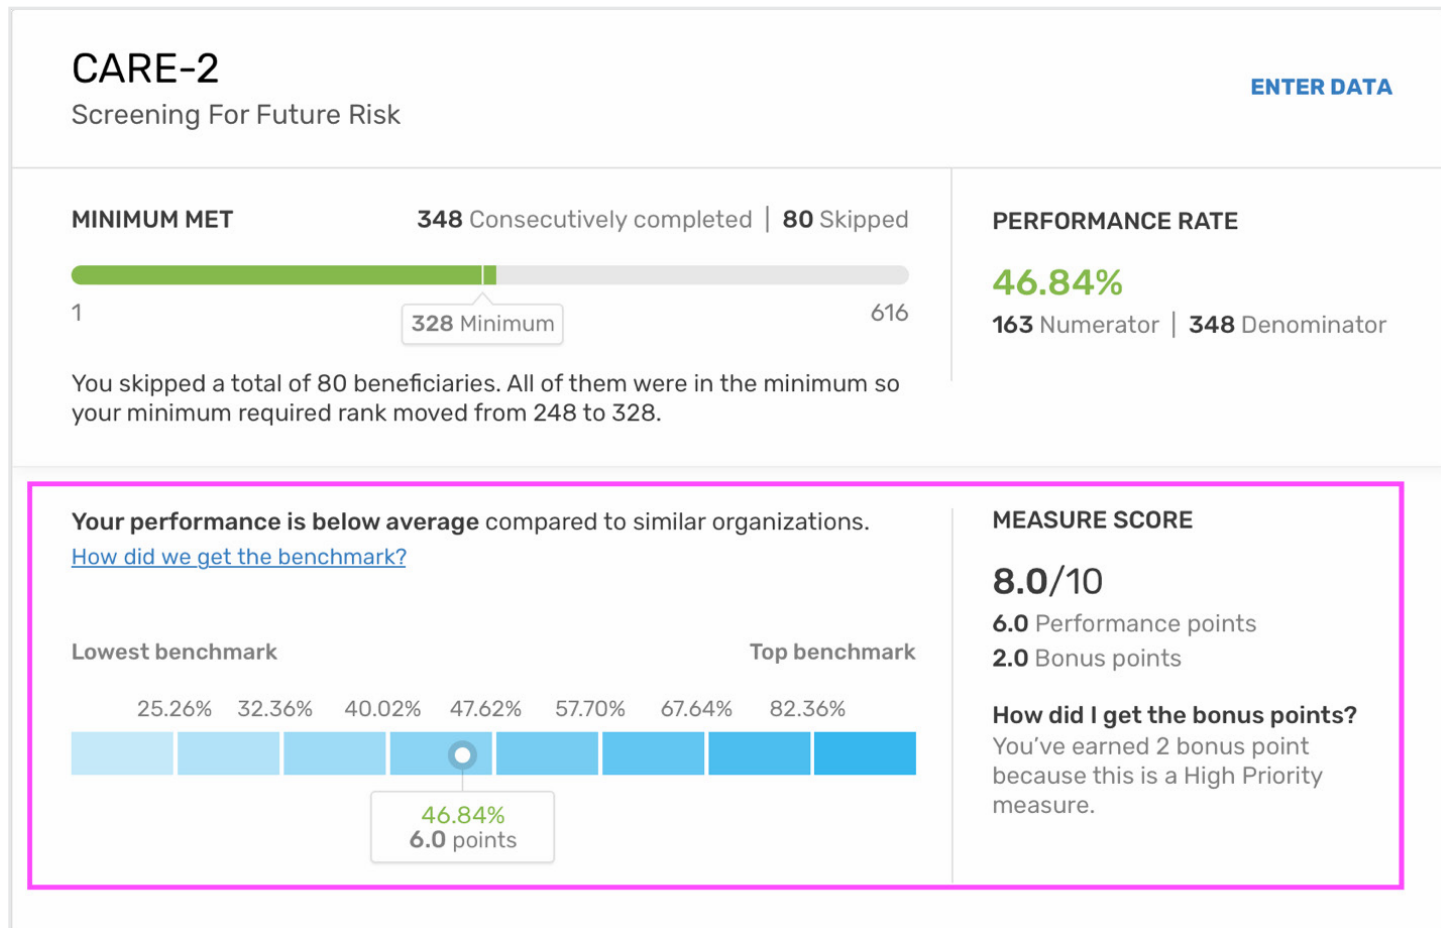 CARE-2
Screening For Future Risk
ENTER DATA
MINIMUM MET
348 Consecutively completed | 80 Skipped
1
328 Minimum
616
You skipped a total of 80 beneficiaries. All of them were in the minimum so
your minimum required rank moved from 248 to 328.
PERFORMANCE RATE
46.84%
163 Numerator | 348 Denominator
Your performance is below average compared to similar organizations.
How did we get the benchmark?
Lowest benchmark
Top benchmark
25.26% 32.36% 40.02% 47.62% 57.70% 67.64% 82.36%
46.84%
6.0 points
MEASURE SCORE
8.0/10
6.0 Performance points
2.0 Bonus points
How did I get the bonus points?
You've earned 2 bonus point
because this is a High Priority
measure.